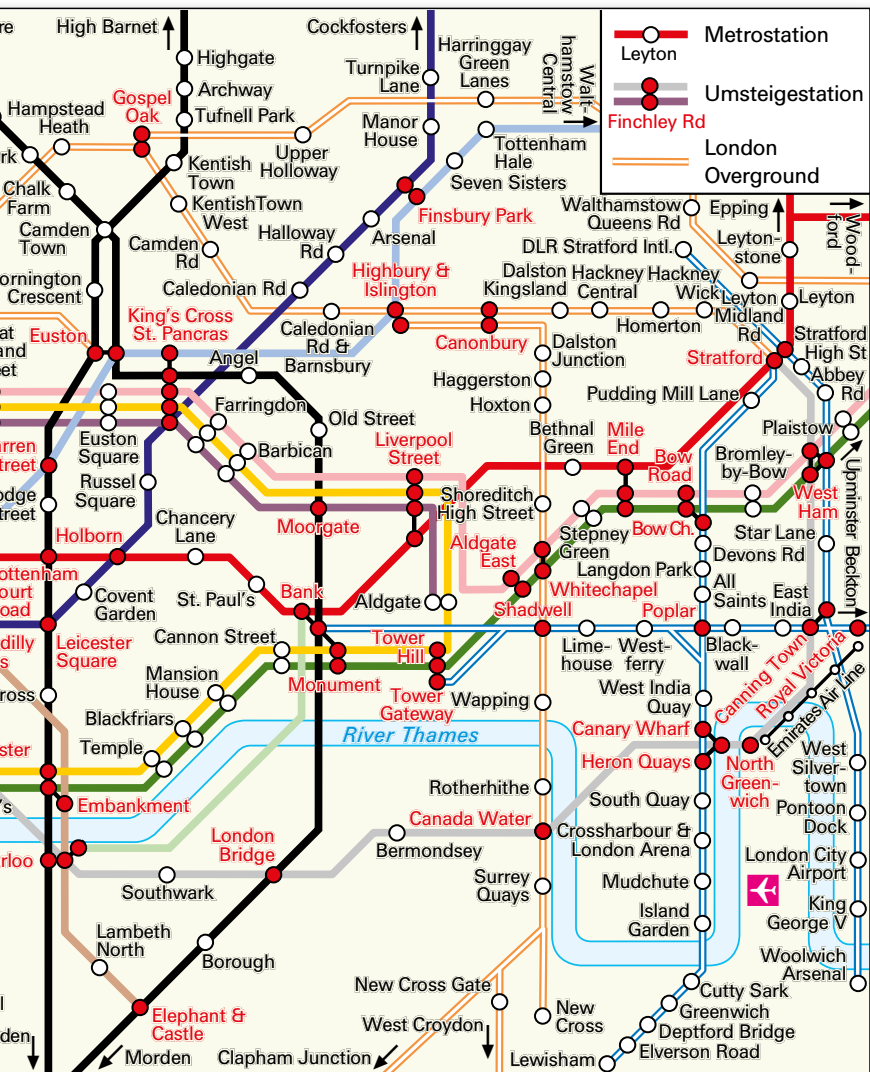 High Barnet
Cockfosters
Harringay
Green
Lanes
Walt-
hamstow
Central
Metrostation
Leyton
Umsteigestation
Finchley Rd
London
Overground
Highgate
Archway
Tufnell Park
Turnpike
Lane
Gospel
Oak
Hampstead
Heath
Manor
House
Upper
Holloway
Tottenham
Hale
Seven Sisters
Kentish
Town
Chalk
Farm
KentishTown
West
Finsbury Park
Walthamstow
Queens Rd
Epping
Wood-
ford
Camden
Town
Camden
Rd
Halloway
Rd
Arsenal
DLR Stratford Intl.
Leyton-
stone
Highbury &
Islington
Dalston
Kingsland
Hackney
Central
Hackney
Wick
Caledonian Rd
ornington
Crescent
Leyton
Midland
Rd
Leyton
King's Cross
St. Pancras
Euston
Caledonian
Rd &
Barnsbury
Canonbury
Homerton
Dalston
Junction
Stratford
Stratford
High St
Abbey
Rd
Angel
Haggerston
Pudding Mill Lane
Farringdon
Old Street
Hoxton
Plaistow
Euston
Square
Barbican
Liverpool
Street
Bethnal
Green
Mile
End
Bow
Road
Bromley-
by-Bow
Upminster
Beckton
Russel
Square
Moorgate
Shoreditch
High Street
West
Ham
Chancery
Lane
Holborn
Aldgate
East
Stepney
Green
Bow Ch.
Star Lane
Devons Rd
Langdon Park
Covent
Garden
St. Paul's
Bank
Aldgate
Whitechapel
All
Saints
East
India
Shadwell
Poplar
Leicester
Square
Cannon Street
Tower
Hill
Lime-
house
West-
ferry
Black-
wall
Canning Town
Royal Victoria
Emirates Air Line
Mansion
House
Monument
Tower
Gateway
Wapping
West India
Quay
Blackfriars
Temple
River Thames
Canary Wharf
Heron Quays
North
Green-
wich
West
Silver-
town
Embankment
Rotherhithe
South Quay
Pontoon
Dock
London
Bridge
Canada Water
Bermondsey
Crossharbour &
London Arena
London City
Airport
Southwark
Surrey
Quays
Mudchute
King
George V
Lambeth
North
Borough
Island
Garden
Woolwich
Arsenal
New Cross Gate
Cutty Sark
Elephant &
Castle
West Croydon
New
Cross
Greenwich
Deptford Bridge
Elverson Road
Morden
Clapham Junction
Lewisham